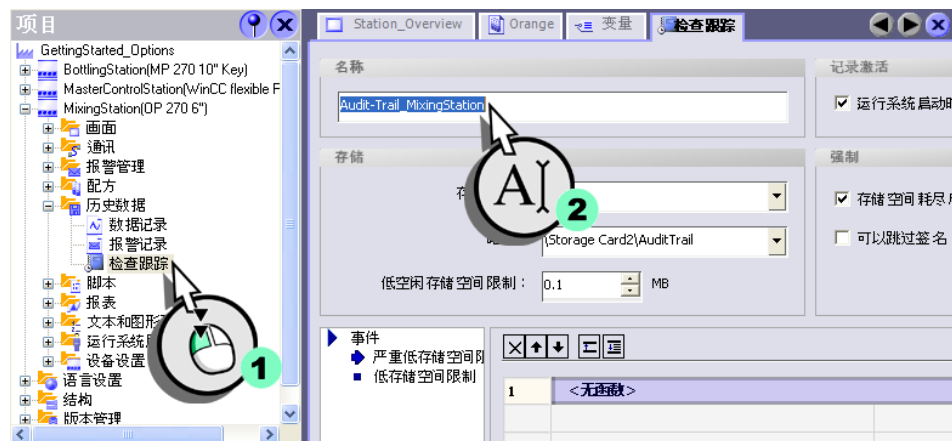 项目
GettingStarted_Options
BottlingStation(MP 270 10" Key)
MasterControlStation(WinCC flexible F
MixingStation(OP 270 6")
画面
通讯
报警管理
配方
历史数据
数据记录
报警记录
检查跟踪
脚本
报表
文本和图形
运行系统
设备设置
语言设置
结构
版本管理
1
Station_Overview
Orange
变量
检查跟踪
名称
Audit-Trail_MixingStation
记录激活
运行系统启动时
存储
强制
A
2
存储空间耗尽
\Storage Card2\AuditTrail
可以跳过签名
低空闲存储空间限制：
0.1
MB
事件
严重低存储空间限
低存储空间限制
1
<无函数>